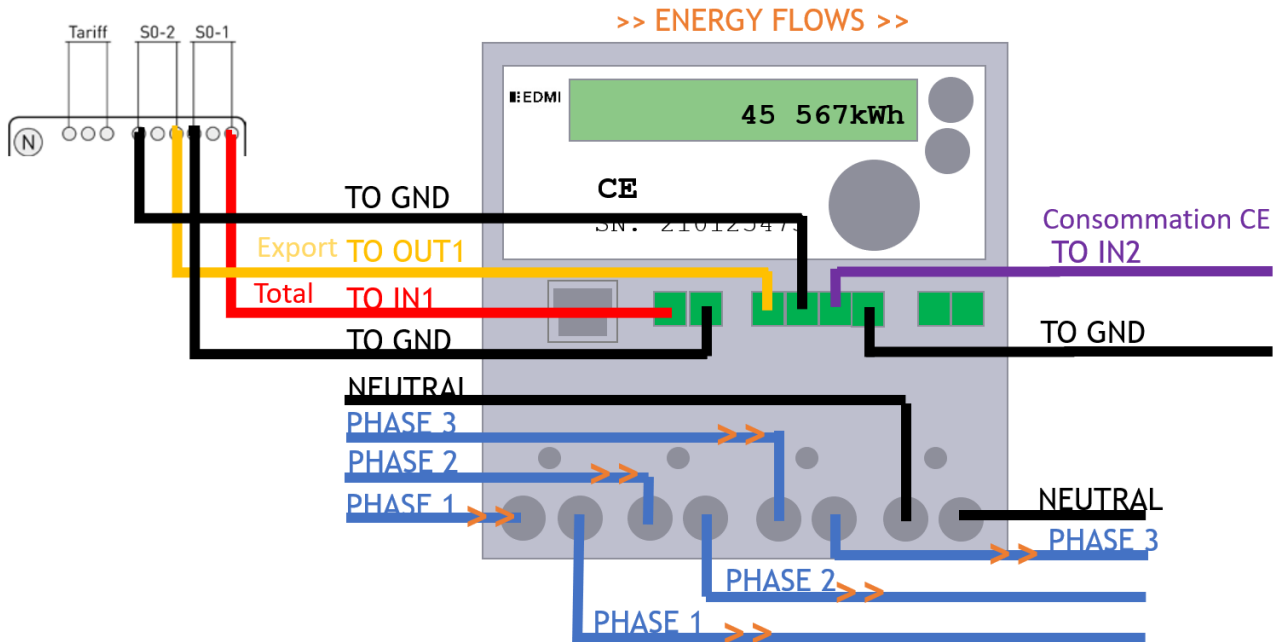 >> ENERGY FLOWS >>
Tariff S0-2 S0-1
N
EDMI
45 567kWh
CE
TO GND
Consommation CE
TO IN2
Export TO OUT1
Total TO IN1
TO GND
TO GND
NEUTRAL
PHASE 3
PHASE 2
PHASE 1
NEUTRAL
PHASE 3
PHASE 2
PHASE 1